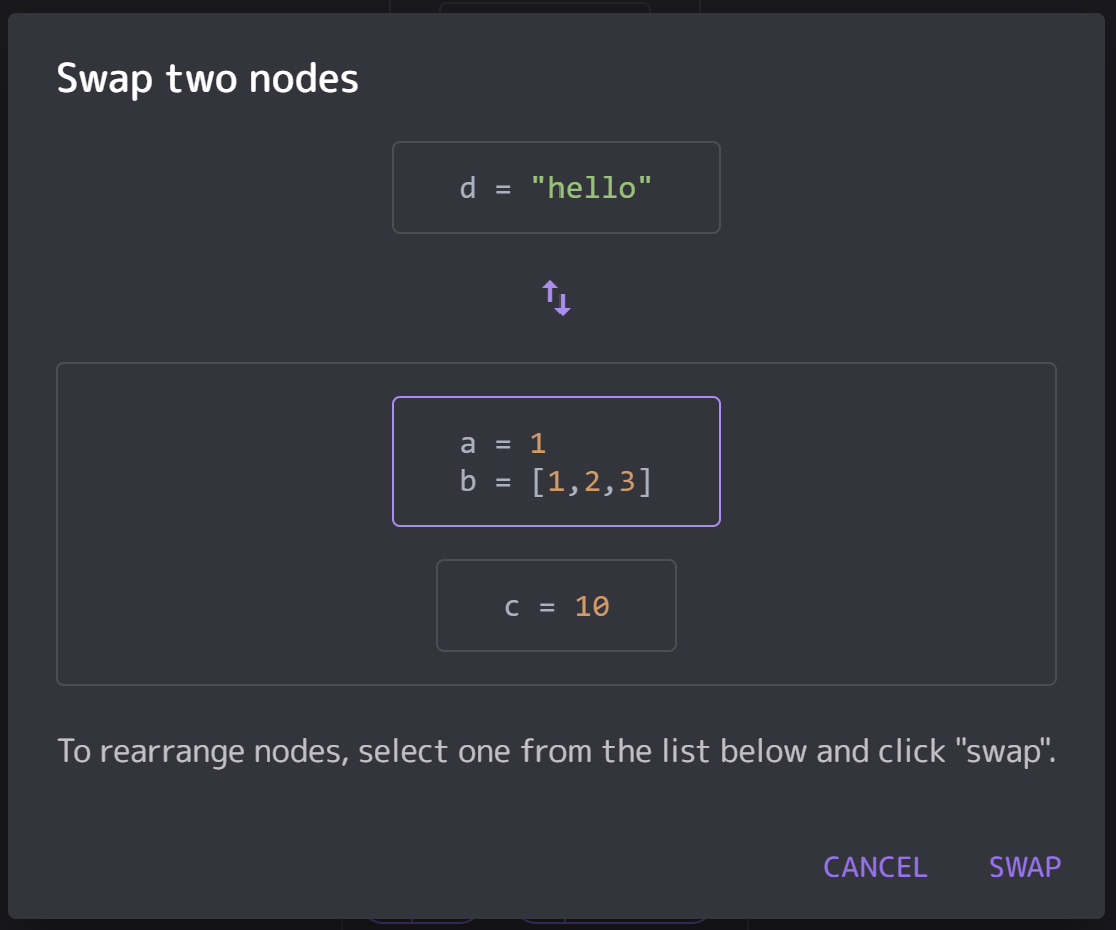 Swap two nodes
d = "hello"
a = 1
b = [1,2,3]
c = 10
To rearrange nodes, select one from the list below and click "swap".
CANCEL SWAP